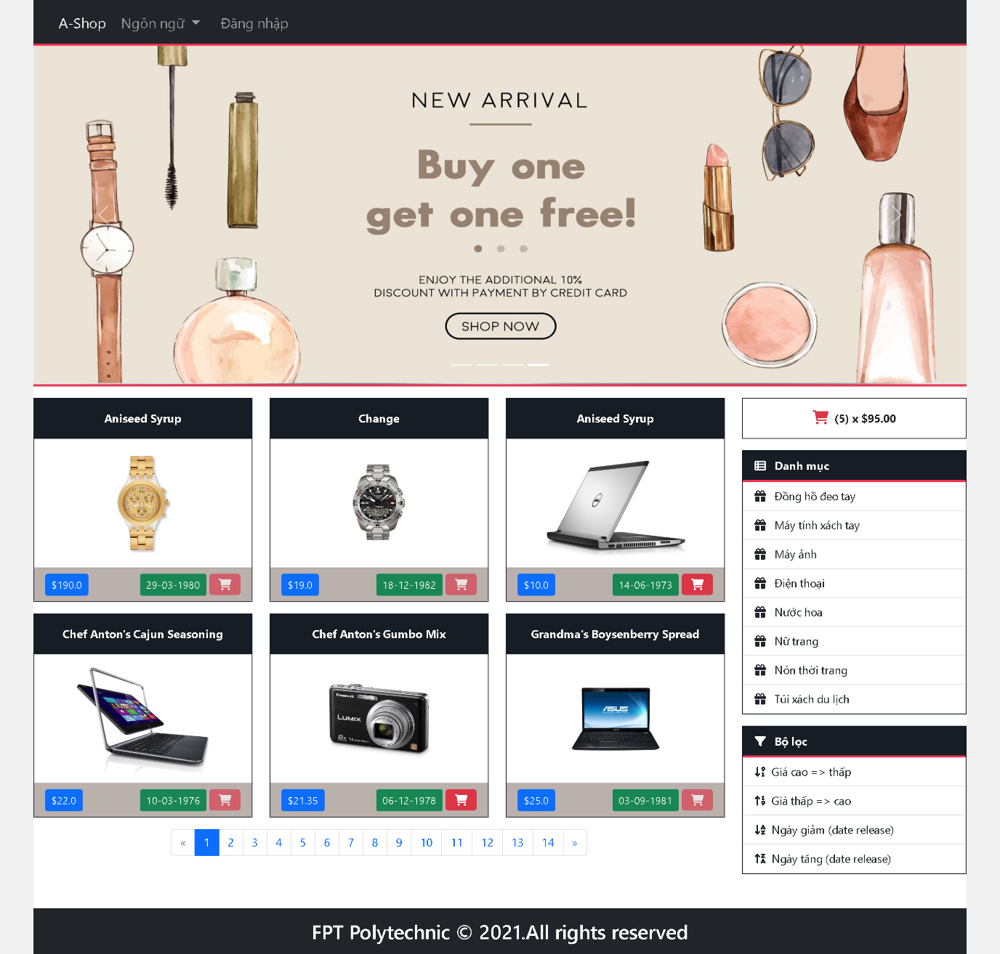 A-Shop Ngôn ngữ Đăng nhập
NEW ARRIVAL
Buy one
get one free!
ENJOY THE ADDITIONAL 10%
DISCOUNT WITH PAYMENT BY CREDIT CARD
SHOP NOW
Aniseed Syrup
$190.0 29-03-1980
Change
$19.0 18-12-1982
Aniseed Syrup
DELL
$10.0 14-06-1973
Chef Anton's Cajun Seasoning
$22.0 10-03-1976
Chef Anton's Gumbo Mix
Panasonic
LUMIX
8x
$21.35 06-12-1978
Grandma's Boysenberry Spread
ASUS
$25.0 03-09-1981
« 1 2 3 4 5 6 7 8 9 10 11 12 13 14 »
(5) x $95.00
Danh mục
Đồng hồ đeo tay
Máy tính xách tay
Máy ảnh
Điện thoại
Nước hoa
Nữ trang
Nón thời trang
Túi xách du lịch
Bộ lọc
Giá cao => thấp
Giá thấp => cao
Ngày giảm (date release)
Ngày tăng (date release)
FPT Polytechnic © 2021.All rights reserved